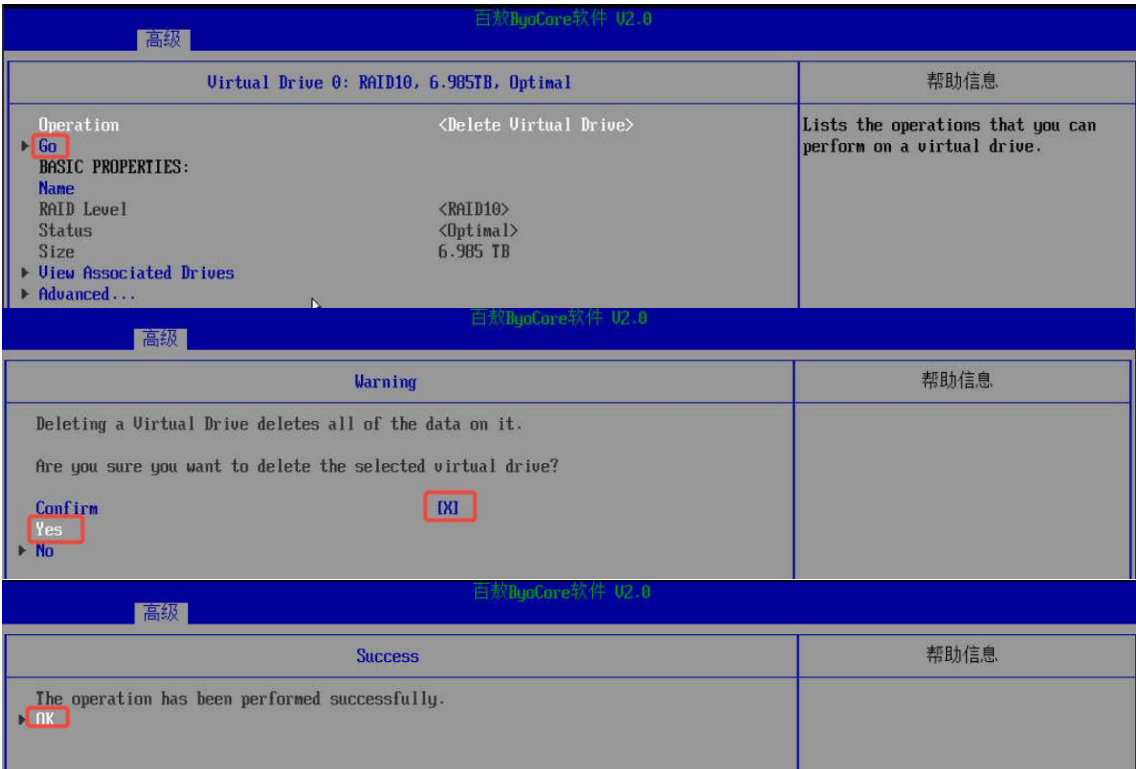 百敖ByoCore软件 V2.0
高级
Virtual Drive 0: RAID10, 6.985TB, Optimal
帮助信息
Operation <Delete Virtual Drive>
Lists the operations that you can
Go
perform on a virtual drive.
BASIC PROPERTIES:
Name
RAID Level <RAID10>
Status <Optimal>
Size 6.985 TB
View Associated Drives
Advanced...
百敖ByoCore软件 V2.0
高级
Warning
帮助信息
Deleting a Virtual Drive deletes all of the data on it.
Are you sure you want to delete the selected virtual drive?
Confirm [X]
Yes
No
百敖ByoCore软件 V2.0
高级
Success
帮助信息
The operation has been performed successfully.
OK